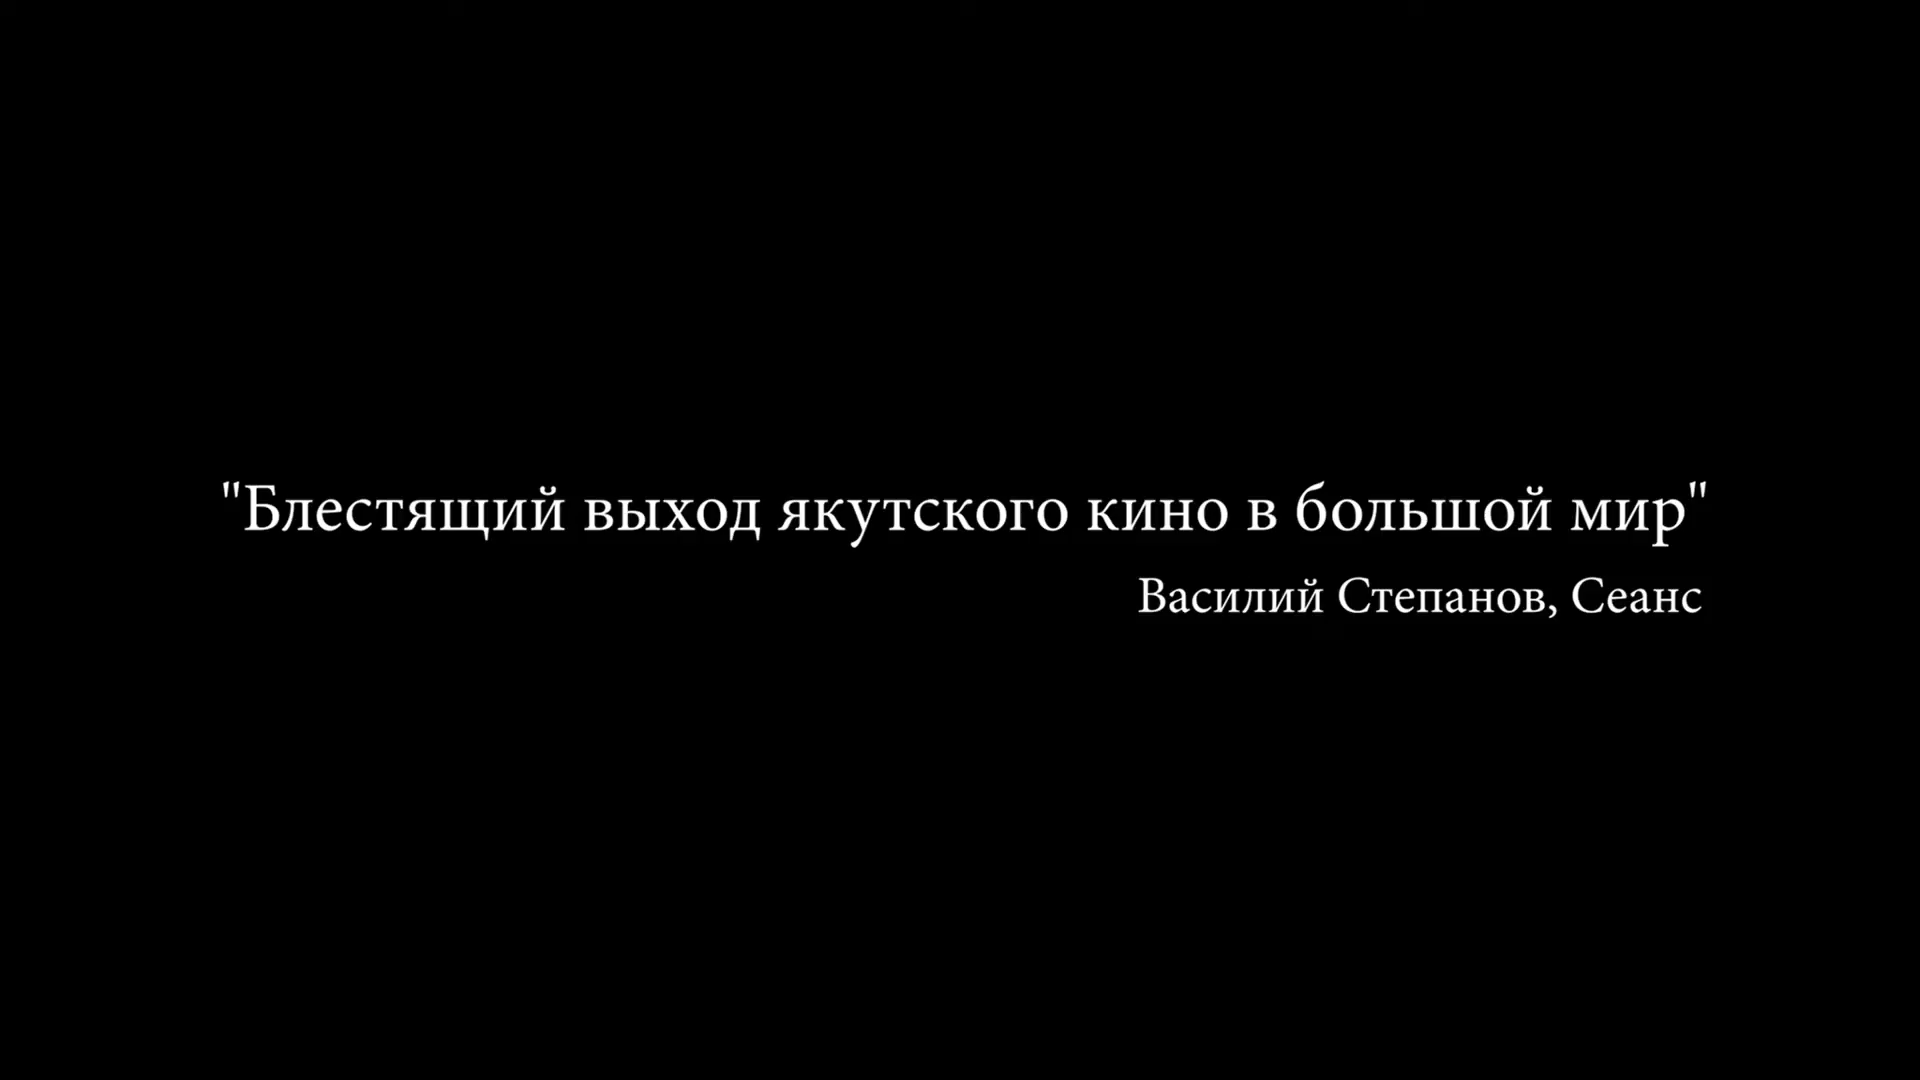 "Блестящий выход якутского кино в большой мир"
Василий Степанов, Сеанс